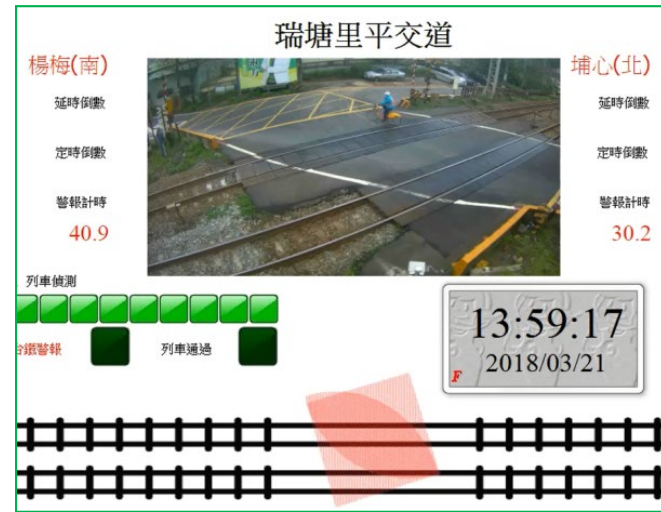 瑞塘里平交道
楊梅(南)
埔心(北)
延時倒數
延時倒數
定時倒數
定時倒數
警報計時
警報計時
40.9
30.2
列車偵測
台鐵警報
列車通過
13:59:17
2018/03/21
F